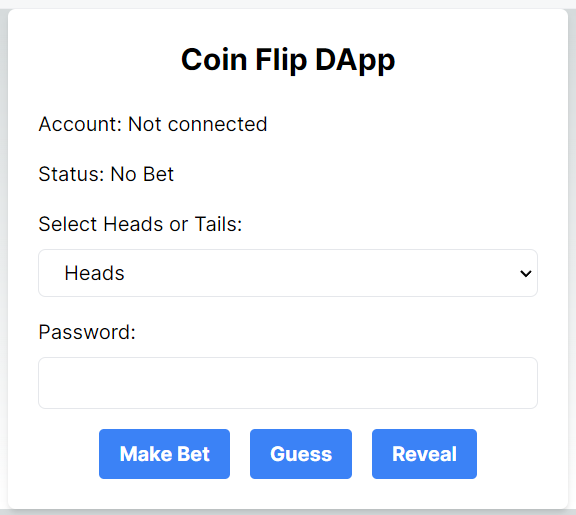 Coin Flip DApp
Account: Not connected
Status: No Bet
Select Heads or Tails:
Heads
Password:
Make Bet Guess Reveal